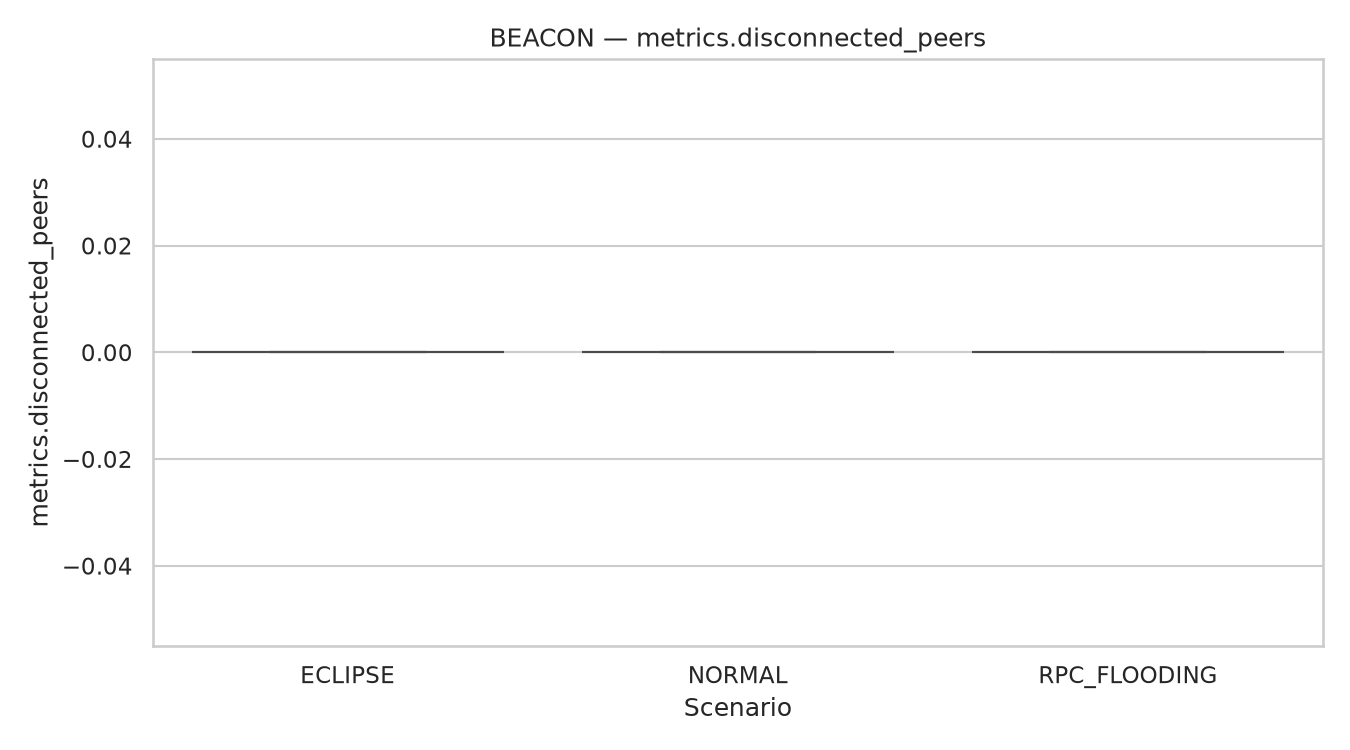 BEACON — metrics.disconnected_peers
metrics.disconnected_peers
0.04
0.02
0.00
−0.02
−0.04
ECLIPSE
NORMAL
RPC_FLOODING
Scenario